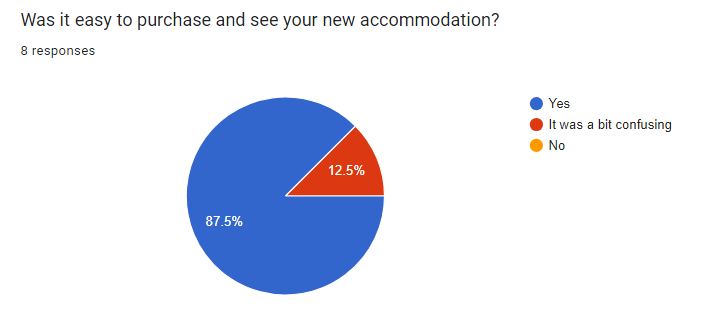 Was it easy to purchase and see your new accommodation?
8 responses
Yes
It was a bit confusing
No
12.5%
87.5%